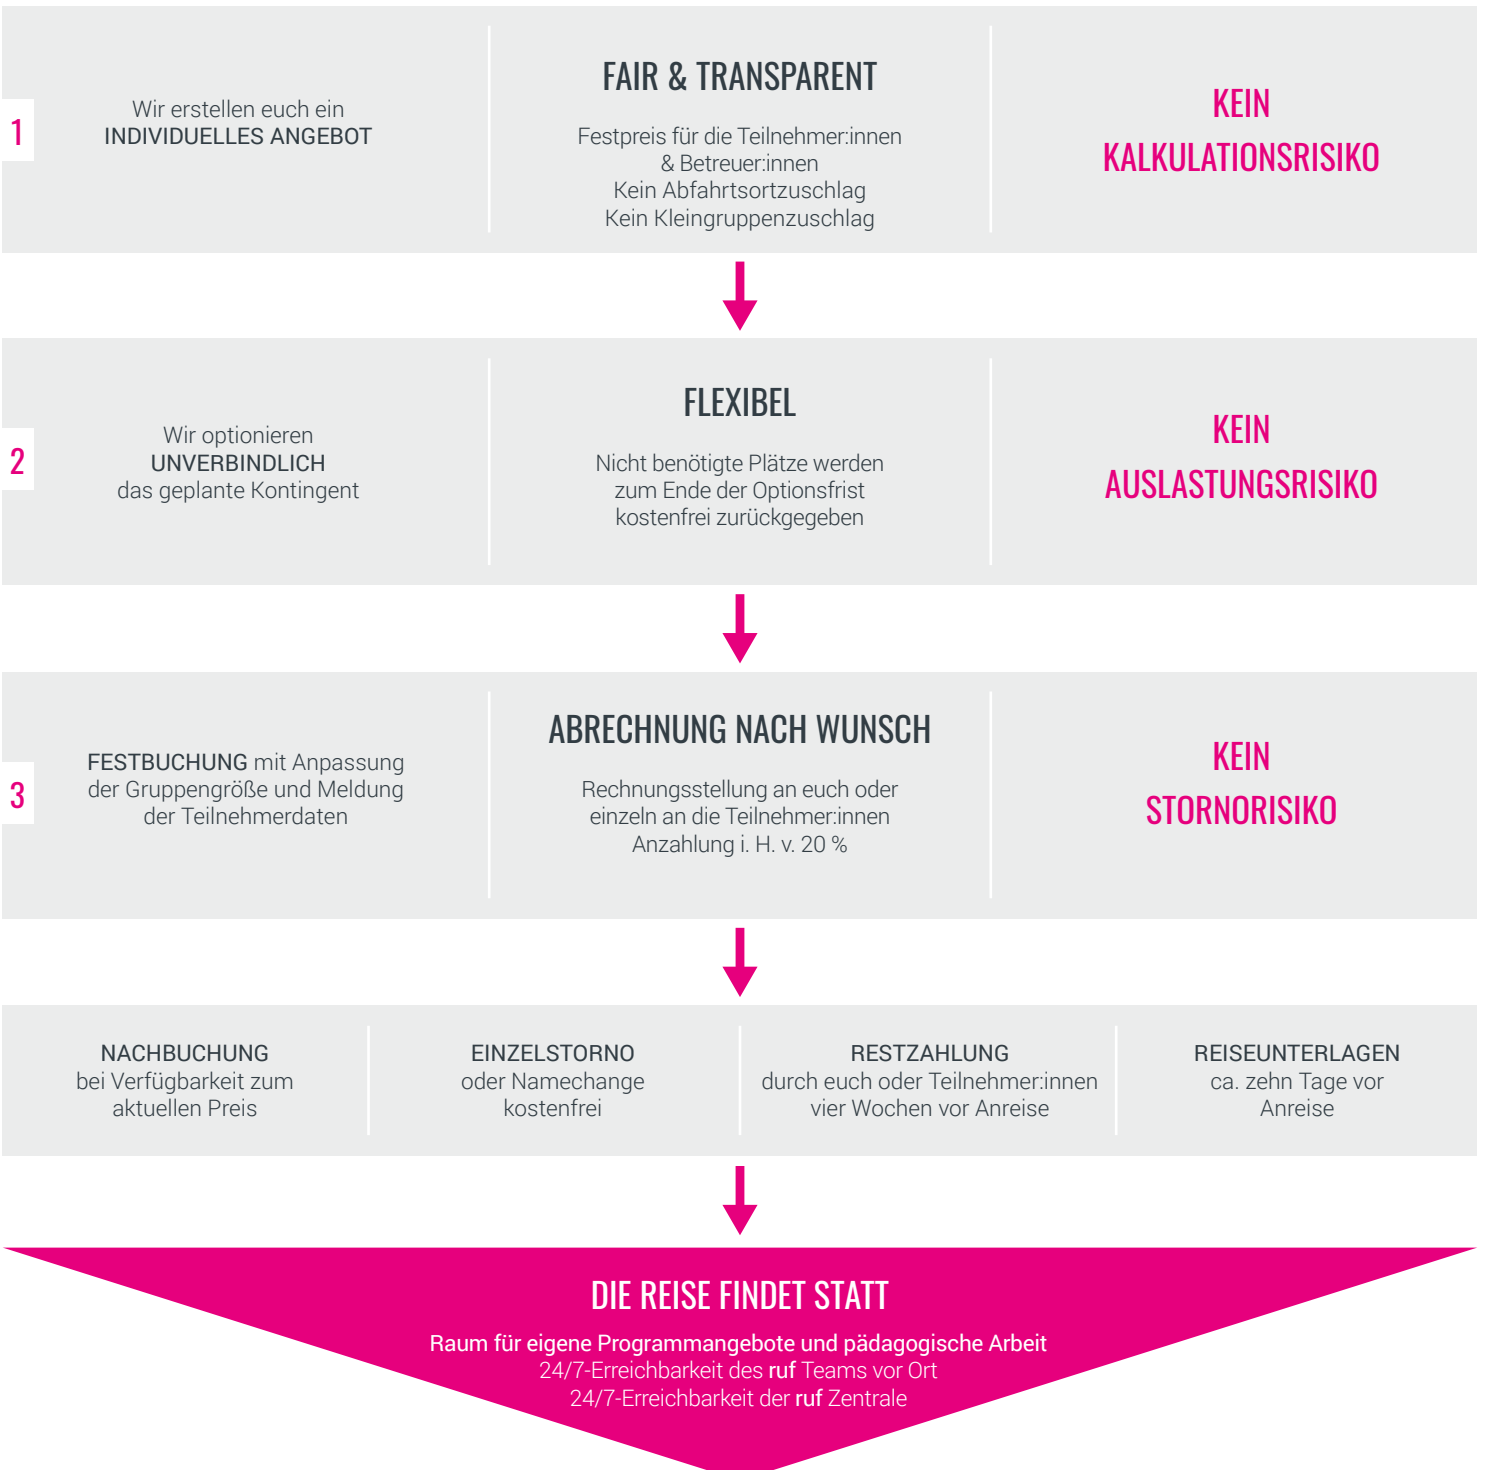 1
Wir erstellen euch ein
INDIVIDUELLES ANGEBOT
FAIR & TRANSPARENT
Festpreis für die Teilnehmer:innen
& Betreuer:innen
Kein Abfahrtsortzuschlag
Kein Kleingruppenzuschlag
KEIN
KALKULATIONSRISIKO
2
Wir optionieren
UNVERBINDLICH
das geplante Kontingent
FLEXIBEL
Nicht benötigte Plätze werden
zum Ende der Optionsfrist
kostenfrei zurückgegeben
KEIN
AUSLASTUNGSRISIKO
3
FESTBUCHUNG mit Anpassung
der Gruppengröße und Meldung
der Teilnehmerdaten
ABRECHNUNG NACH WUNSCH
Rechnungsstellung an euch oder
einzeln an die Teilnehmer:innen
Anzahlung i. H. v. 20 %
KEIN
STORNORISIKO
NACHBUCHUNG
bei Verfügbarkeit zum
aktuellen Preis
EINZELSTORNO
oder Namechange
kostenfrei
RESTZAHLUNG
durch euch oder Teilnehmer:innen
vier Wochen vor Anreise
REISEUNTERLAGEN
ca. zehn Tage vor
Anreise
DIE REISE FINDET STATT
Raum für eigene Programmangebote und pädagogische Arbeit
24/7-Erreichbarkeit des ruf Teams vor Ort
24/7-Erreichbarkeit der ruf Zentrale